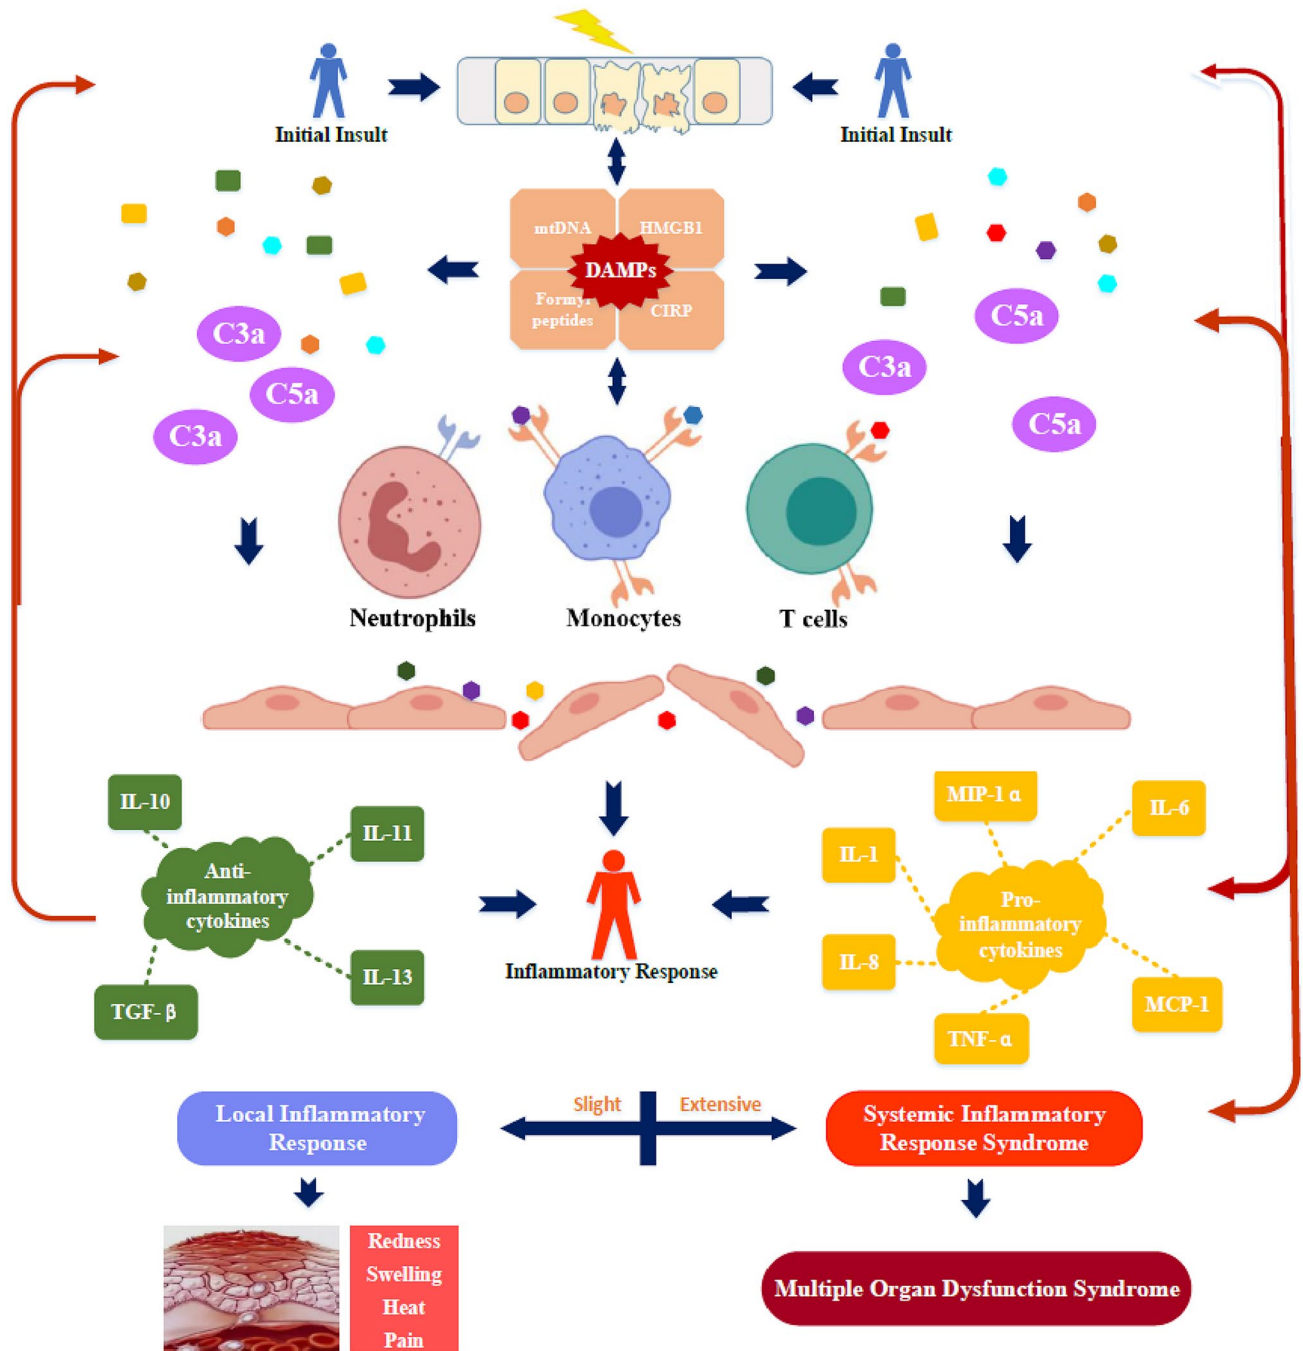 Initial Insult
Initial Insult
mtDNA
HMGB1
DAMPs
Formyl
peptides
CIRP
C3a
C5a
C3a
C5a
C3a
C5a
Neutrophils
Monocytes
T cells
IL-10
IL-11
Anti-
inflammatory
cytokines
IL-13
TGF- β
Inflammatory Response
MIP-1 α
IL-6
IL-1
Pro-
inflammatory
cytokines
IL-8
MCP-1
TNF- α
Local Inflammatory
Response
Slight
Extensive
Systemic Inflammatory
Response Syndrome
Redness
Swelling
Heat
Pain
Multiple Organ Dysfunction Syndrome